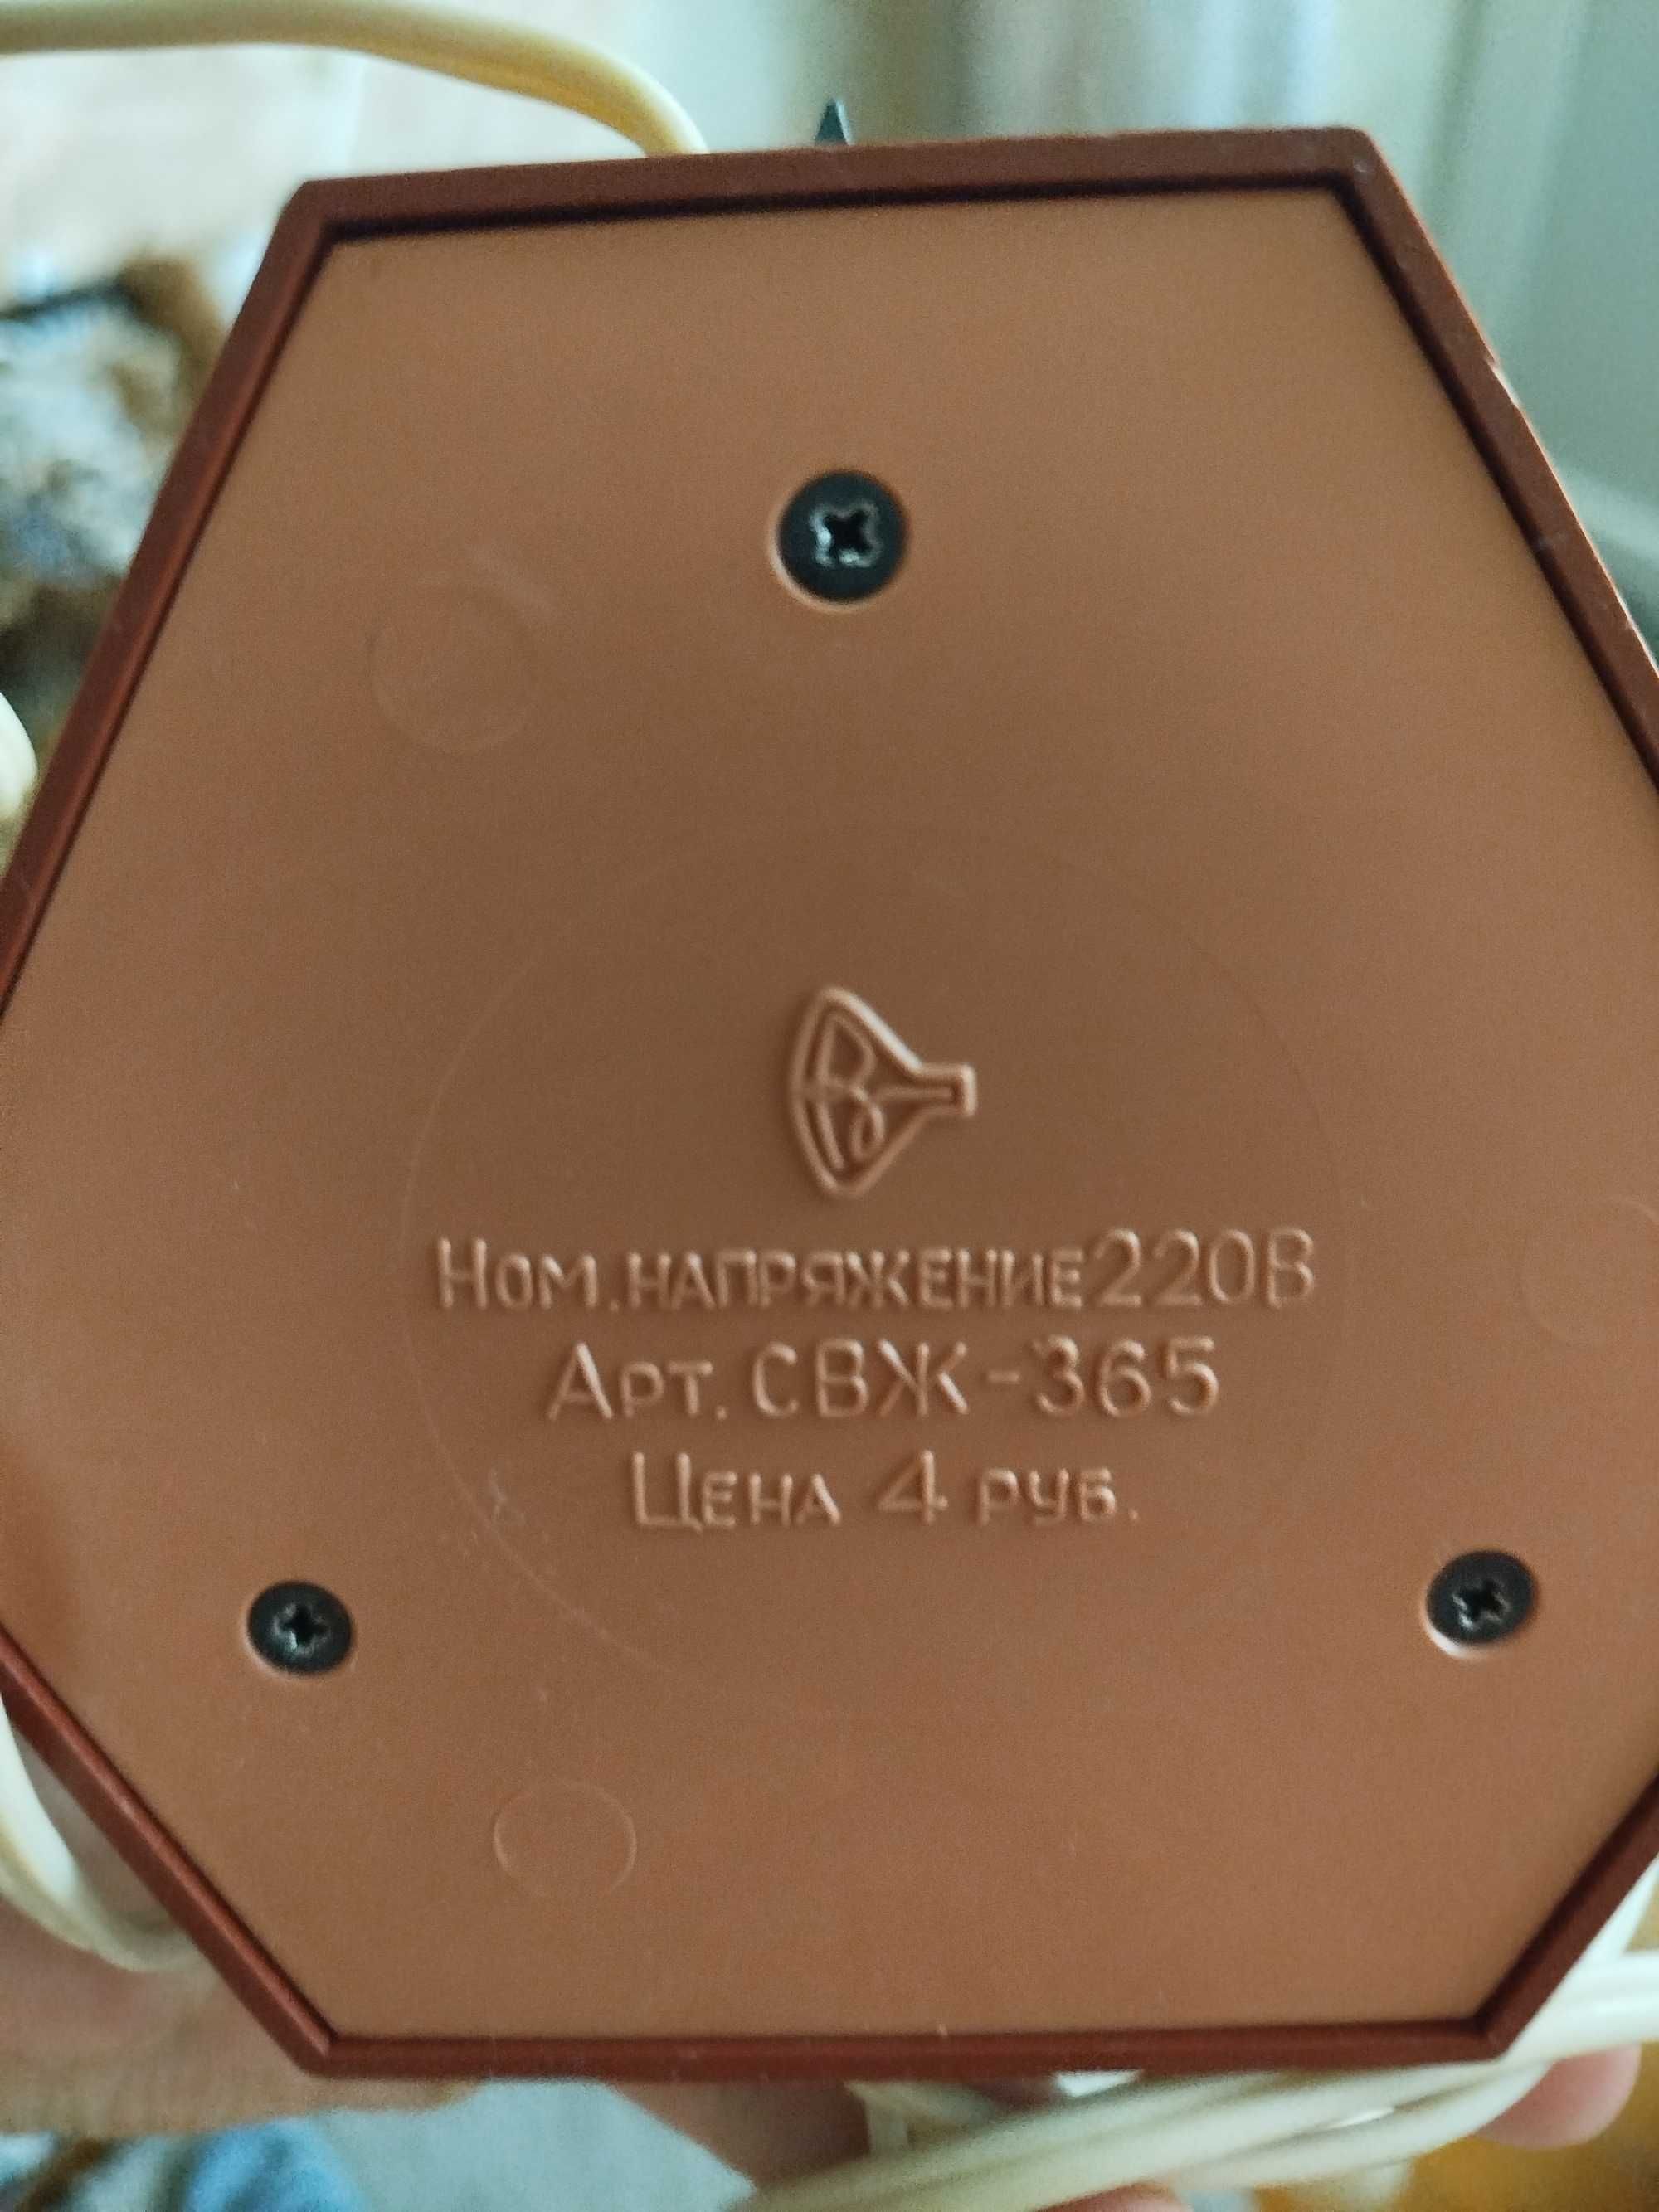 Ном.напряжение 220В
Арт. СВЖ-365
Цена 4 руб.